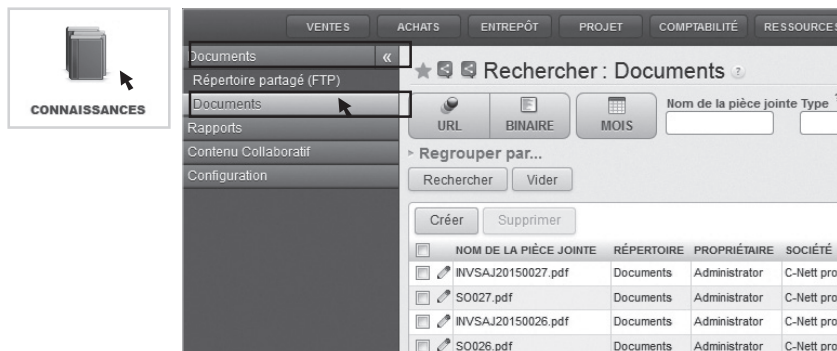 CONNAISSANCES
VENTES ACHATS ENTREPÔT PROJET COMPTABILITÉ RESSOURCES
Documents «
Répertoire partagé (FTP)
Documents
Rapports
Contenu Collaboratif
Configuration
Rechercher : Documents ?
URL BINAIRE MOIS Nom de la pièce jointe Type
Regrouper par...
Rechercher Vider
Créer Supprimer
NOM DE LA PIÈCE JOINTE RÉPERTOIRE PROPRIÉTAIRE SOCIÉTÉ
INVSAJ20150027.pdf Documents Administrator C-Nett pro
SO027.pdf Documents Administrator C-Nett pro
INVSAJ20150026.pdf Documents Administrator C-Nett pro
SO026.pdf Documents Administrator C-Nett pro